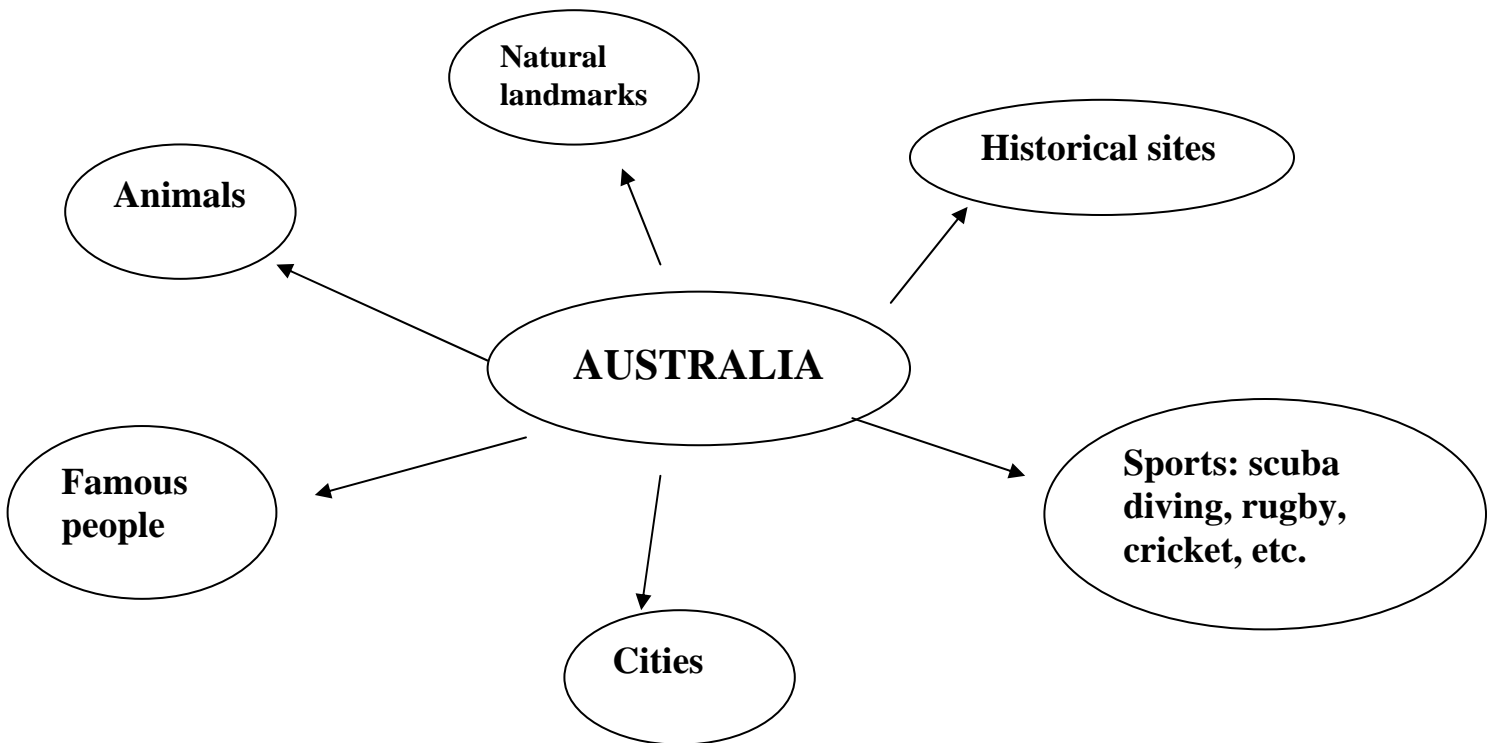 Natural
landmarks
Historical sites
Animals
AUSTRALIA
Famous
people
Sports: scuba
diving, rugby,
cricket, etc.
Cities